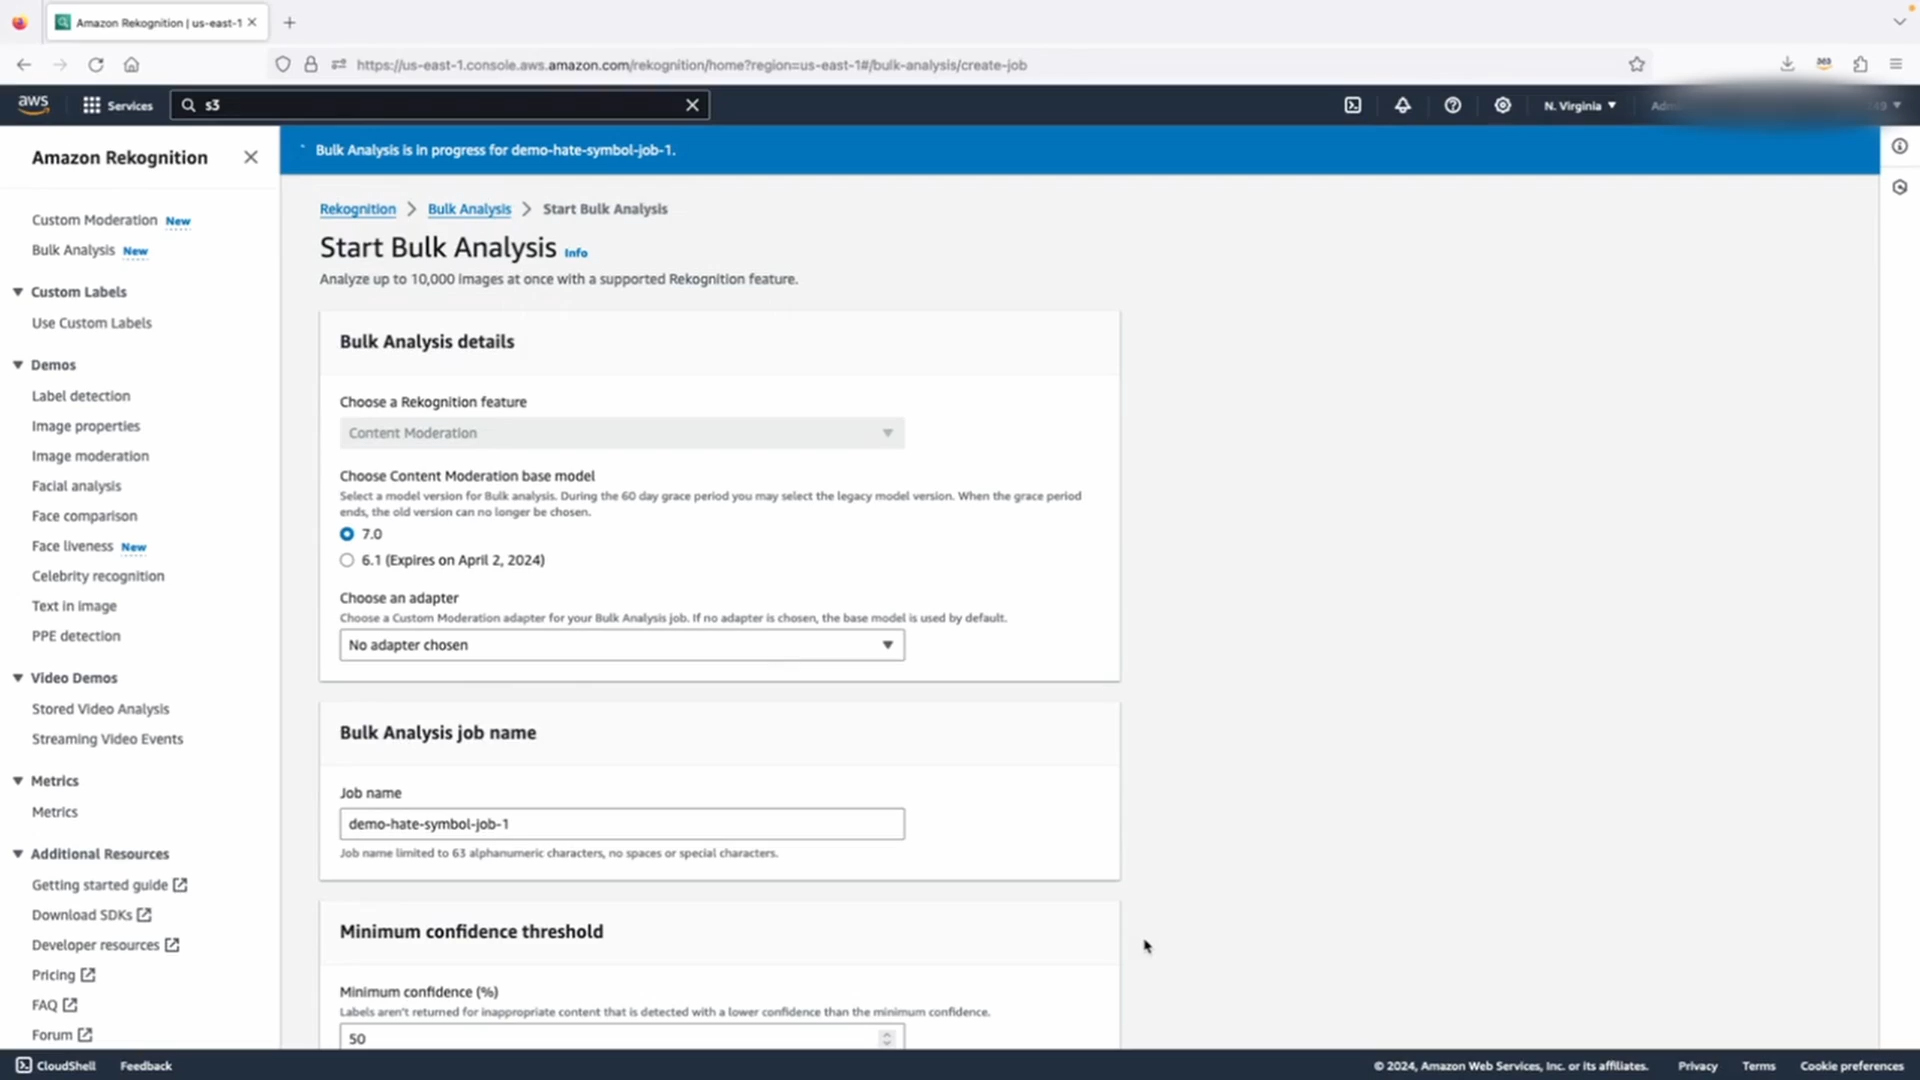 Amazon Rekognition | us-east-1
https://us-east-1.console.aws.amazon.com/rekognition/home?region=us-east-1#/bulk-analysis/create-job
aws
Services
s3
N. Virginia
Amazon Rekognition
Custom Moderation New
Bulk Analysis New
Custom Labels
Use Custom Labels
Demos
Label detection
Image properties
Image moderation
Facial analysis
Face comparison
Face liveness New
Celebrity recognition
Text in image
PPE detection
Video Demos
Stored Video Analysis
Streaming Video Events
Metrics
Metrics
Additional Resources
Getting started guide
Download SDKs
Developer resources
Pricing
FAQ
Forum
Bulk Analysis is in progress for demo-hate-symbol-job-1.
Rekognition > Bulk Analysis > Start Bulk Analysis
Start Bulk Analysis Info
Analyze up to 10,000 images at once with a supported Rekognition feature.
Bulk Analysis details
Choose a Rekognition feature
Content Moderation
Choose Content Moderation base model
Select a model version for Bulk analysis. During the 60 day grace period you may select the legacy model version. When the grace period
ends, the old version can no longer be chosen.
7.0
6.1 (Expires on April 2, 2024)
Choose an adapter
Choose a Custom Moderation adapter for your Bulk Analysis job. If no adapter is chosen, the base model is used by default.
No adapter chosen
Bulk Analysis job name
Job name
demo-hate-symbol-job-1
Job name limited to 63 alphanumeric characters, no spaces or special characters.
Minimum confidence threshold
Minimum confidence (%)
Labels aren't returned for inappropriate content that is detected with a lower confidence than the minimum confidence.
50
CloudShell
Feedback
© 2024, Amazon Web Services, Inc. or its affiliates.
Privacy
Terms
Cookie preferences